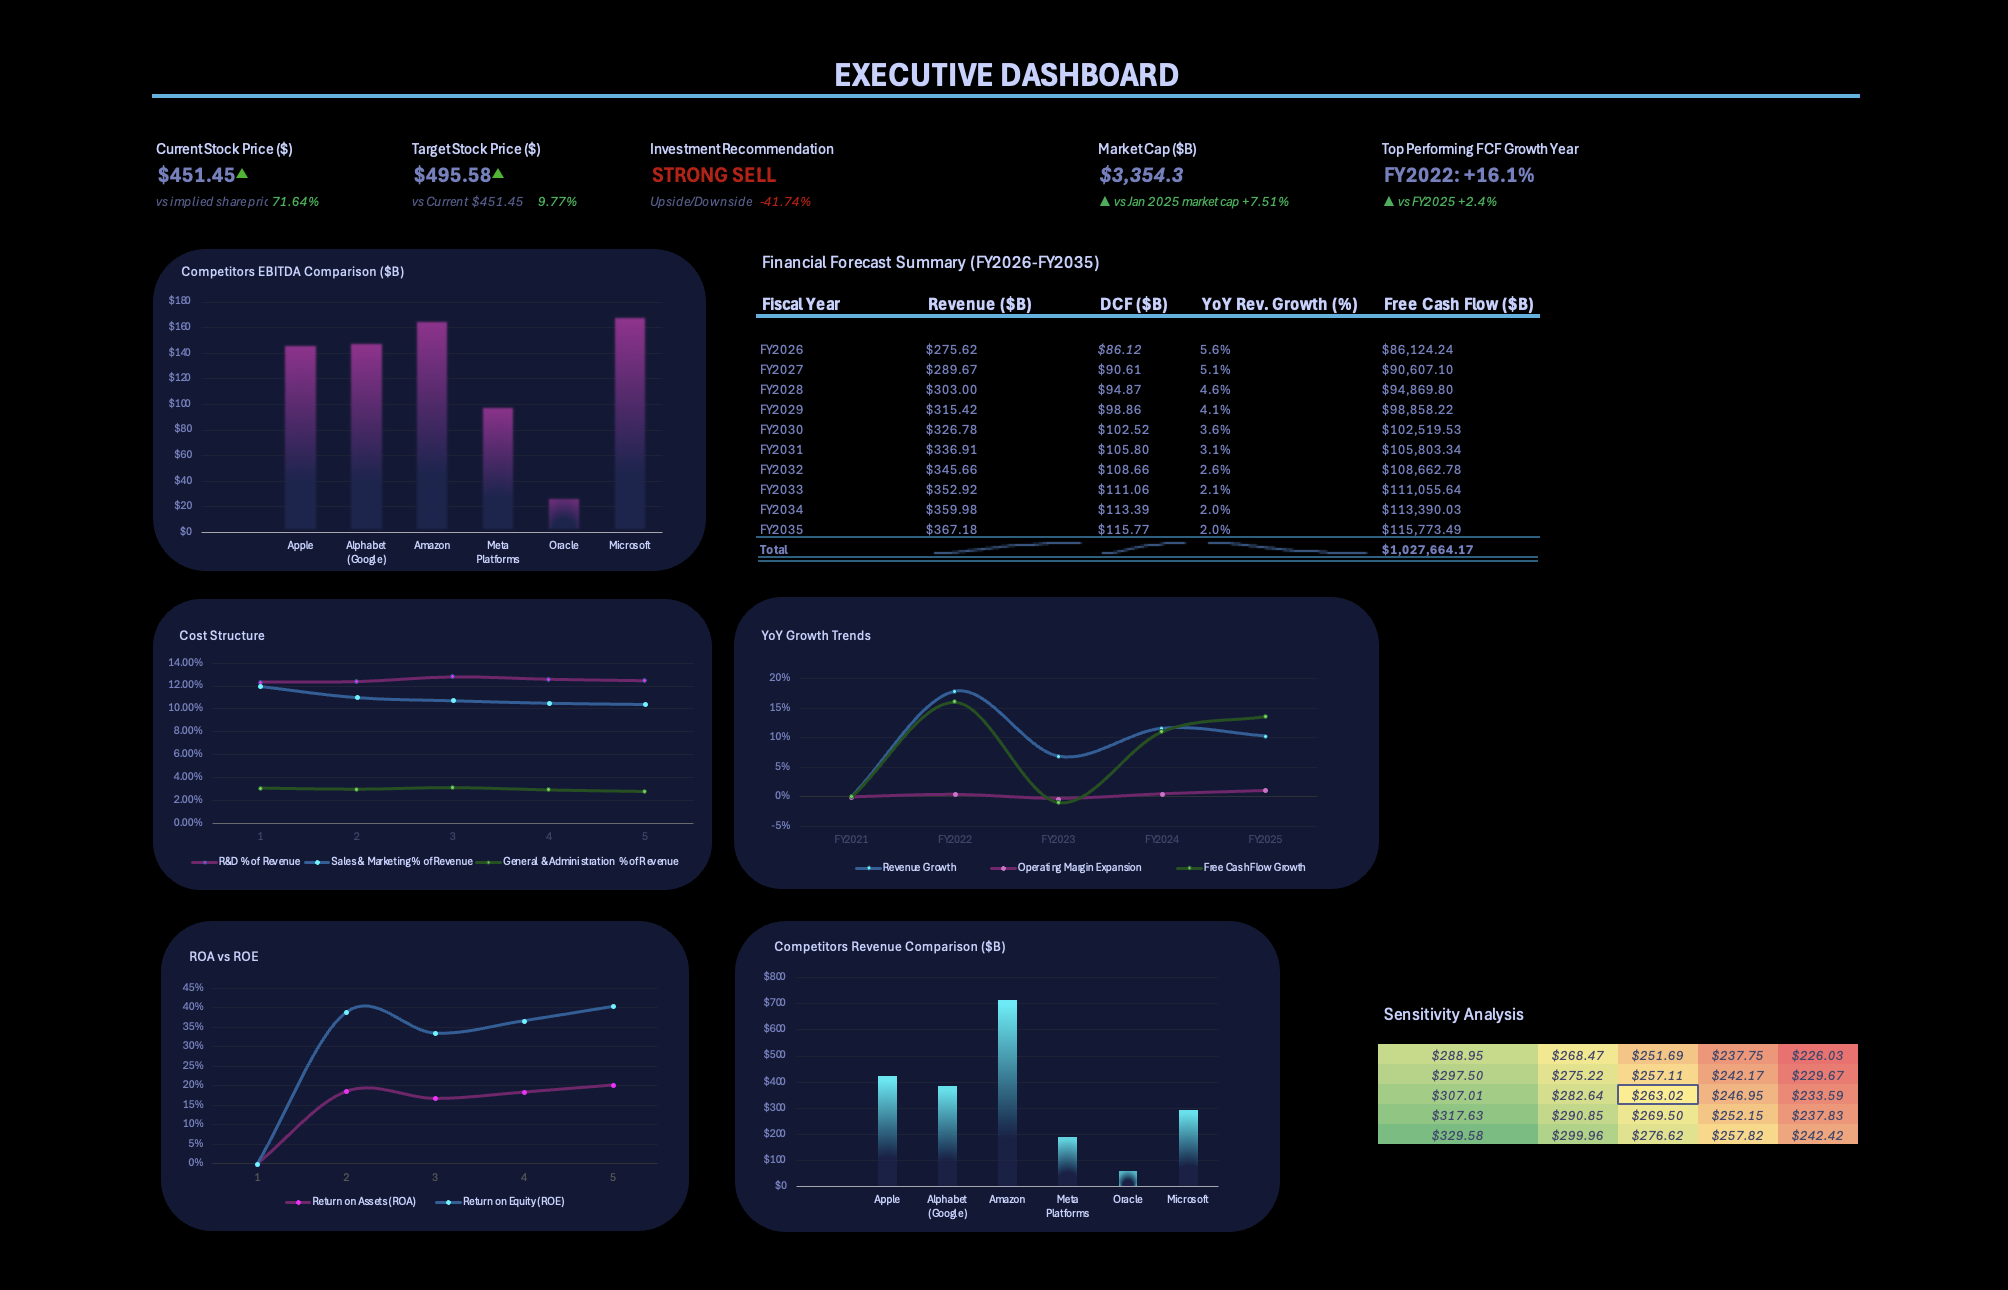 EXECUTIVE DASHBOARD
Current Stock Price ($)
$451.45
vs implied share pric 71.64%
Target Stock Price ($)
$495.58
vs Current $451.45 9.77%
Investment Recommendation
STRONG SELL
Upside/Downside -41.74%
Market Cap ($B)
$3,354.3
▲ vs Jan 2025 market cap +7.51%
Top Performing FCF Growth Year
FY2022: +16.1%
▲ vs FY2025 +2.4%
Competitors EBITDA Comparison ($B)
$180
$160
$140
$120
$100
$80
$60
$40
$20
$0
Apple Alphabet (Google) Amazon Meta Platforms Oracle Microsoft
Financial Forecast Summary (FY2026-FY2035)
Fiscal Year Revenue ($B) DCF ($B) YoY Rev. Growth (%) Free Cash Flow ($B)
FY2026 $275.62 $86.12 5.6% $86,124.24
FY2027 $289.67 $90.61 5.1% $90,607.10
FY2028 $303.00 $94.87 4.6% $94,869.80
FY2029 $315.42 $98.86 4.1% $98,858.22
FY2030 $326.78 $102.52 3.6% $102,519.53
FY2031 $336.91 $105.80 3.1% $105,803.34
FY2032 $345.66 $108.66 2.6% $108,662.78
FY2033 $352.92 $111.06 2.1% $111,055.64
FY2034 $359.98 $113.39 2.0% $113,390.03
FY2035 $367.18 $115.77 2.0% $115,773.49
Total $1,027,664.17
Cost Structure
14.00%
12.00%
10.00%
8.00%
6.00%
4.00%
2.00%
0.00%
1 2 3 4 5
R&D % of Revenue Sales & Marketing % of Revenue General & Administration % of Revenue
YoY Growth Trends
20%
15%
10%
5%
0%
-5%
FY2021 FY2022 FY2023 FY2024 FY2025
Revenue Growth Operating Margin Expansion Free Cash Flow Growth
ROA vs ROE
45%
40%
35%
30%
25%
20%
15%
10%
5%
0%
1 2 3 4 5
Return on Assets (ROA) Return on Equity (ROE)
Competitors Revenue Comparison ($B)
$800
$700
$600
$500
$400
$300
$200
$100
$0
Apple Alphabet (Google) Amazon Meta Platforms Oracle Microsoft
Sensitivity Analysis
$288.95 $268.47 $251.69 $237.75 $226.03
$297.50 $275.22 $257.11 $242.17 $229.67
$307.01 $282.64 $263.02 $246.95 $233.59
$317.63 $290.85 $269.50 $252.15 $237.83
$329.58 $299.96 $276.62 $257.82 $242.42